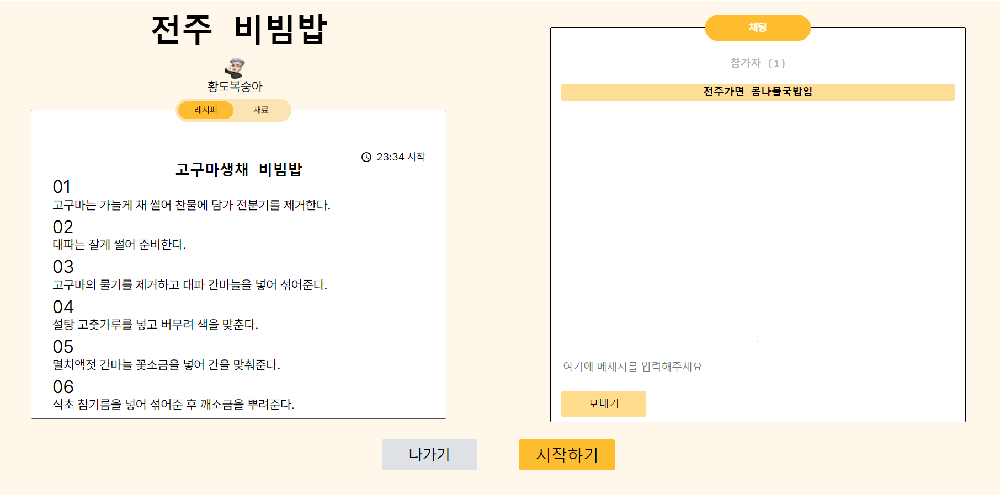 전주 비빔밥
황도복숭아
레시피 재료
23:34 시작
고구마생채 비빔밥
01
고구마는 가늘게 채 썰어 찬물에 담가 전분기를 제거한다.
02
대파는 잘게 썰어 준비한다.
03
고구마의 물기를 제거하고 대파 간마늘을 넣어 섞어준다.
04
설탕 고춧가루를 넣고 버무려 색을 맞춘다.
05
멸치액젓 간마늘 꽃소금을 넣어 간을 맞춰준다.
06
식초 참기름을 넣어 섞어준 후 깨소금을 뿌려준다.
채팅
참가자 (1)
전주가면 콩나물국밥임
여기에 메세지를 입력해주세요
보내기
나가기
시작하기